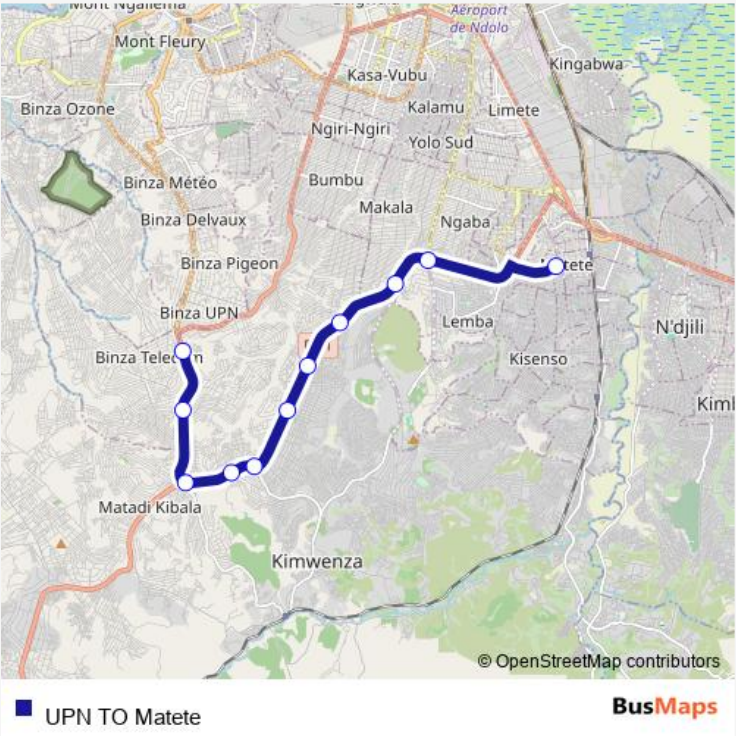 Mont Ngaliema
Aéroport
de Ndolo
Mont Fleury
Kingabwa
Kasa-Vubu
Binza Ozone
Kalamu
Limete
Ngiri-Ngiri
Yolo Sud
Binza Météo
Bumbu
Makala
Binza Delvaux
Ngaba
Binza Pigeon
Binza UPN
Lemba
N'djili
Kisenso
Matadi Kibala
Kimwenza
© OpenStreetMap contributors
UPN TO Matete
BusMaps